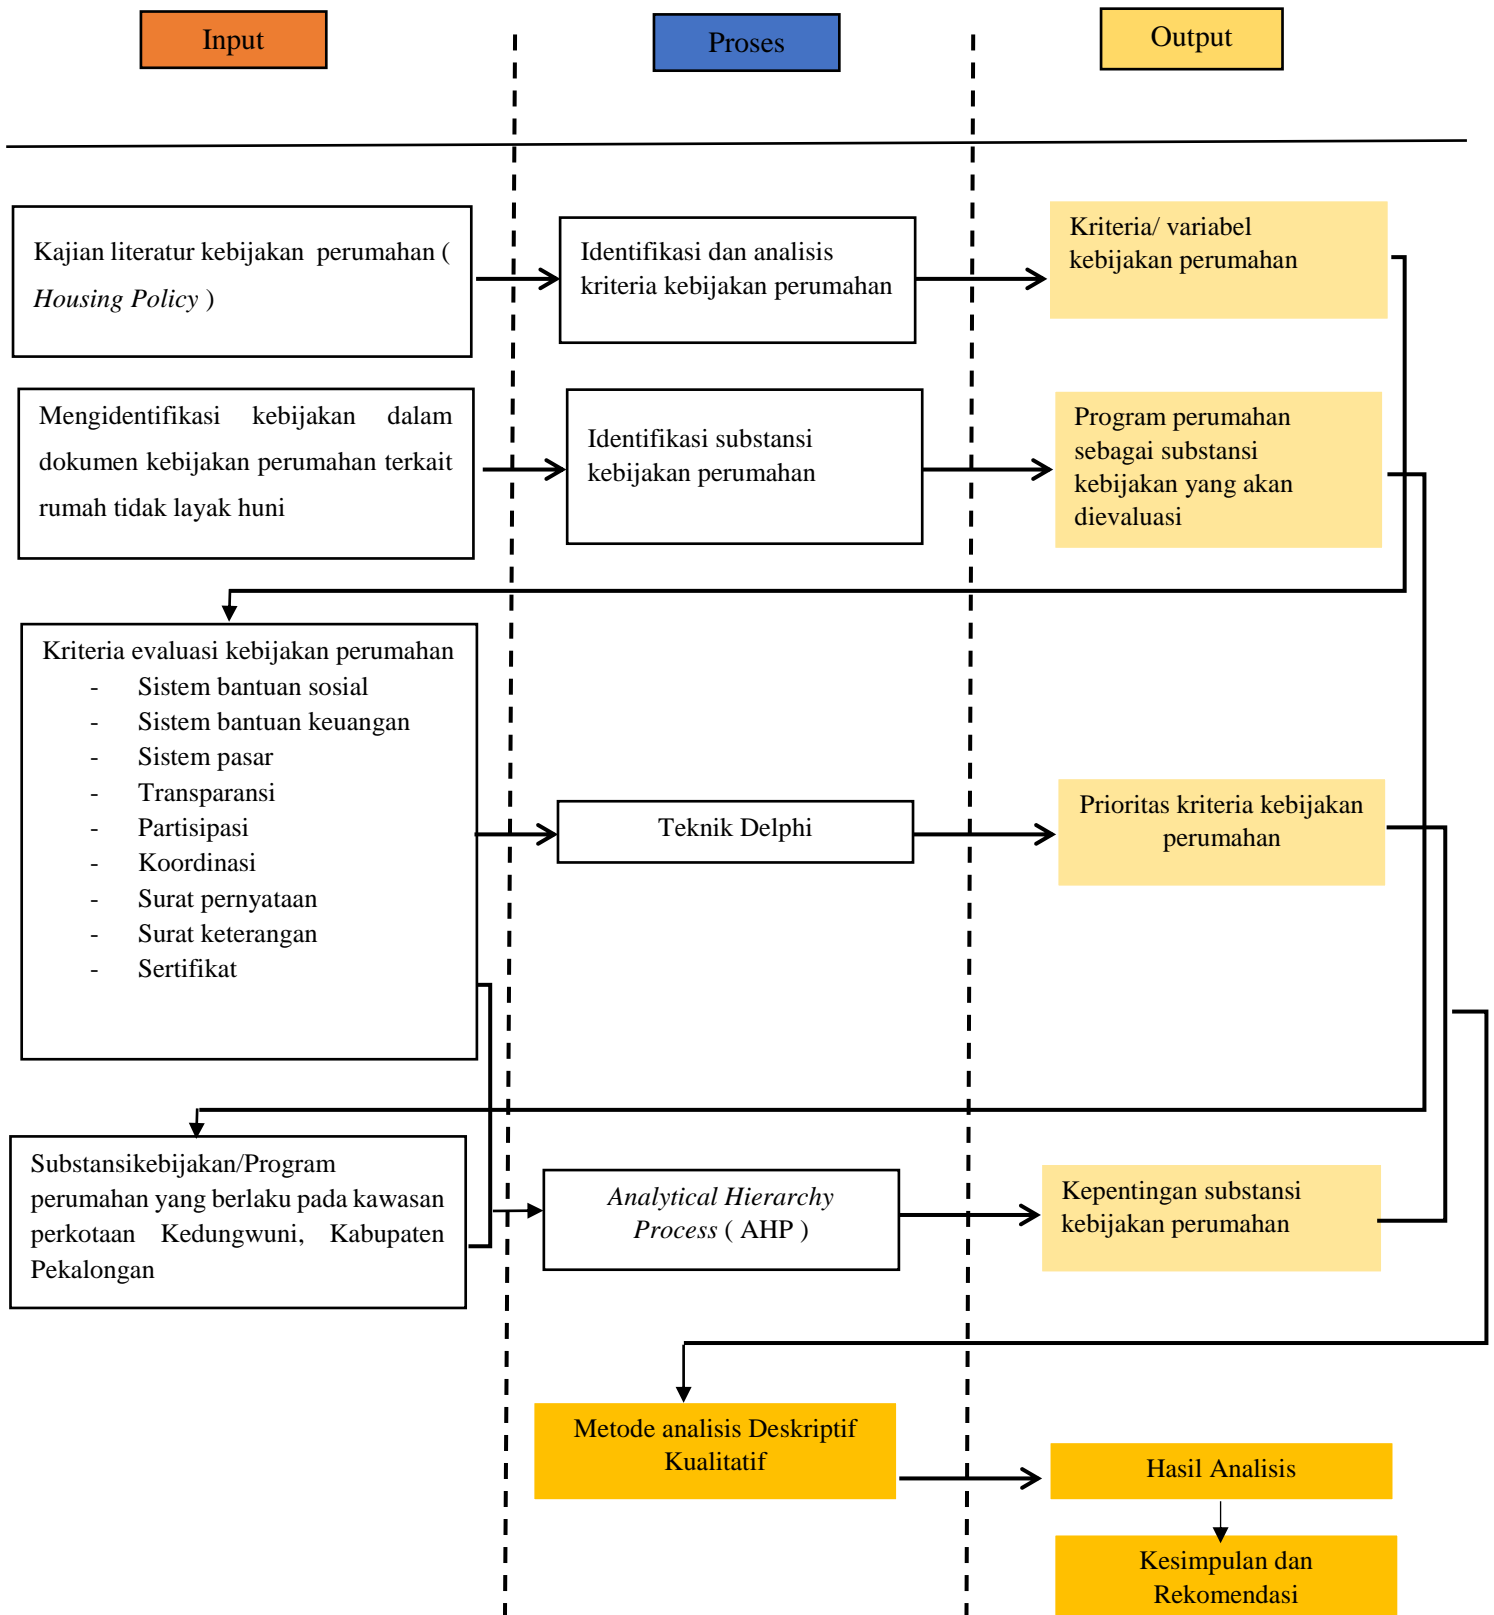 Input
Proses
Output
Kajian literatur kebijakan perumahan (
Housing Policy )
Identifikasi dan analisis
kriteria kebijakan perumahan
Kriteria/ variabel
kebijakan perumahan
Mengidentifikasi kebijakan dalam
dokumen kebijakan perumahan terkait
rumah tidak layak huni
Identifikasi substansi
kebijakan perumahan
Program perumahan
sebagai substansi
kebijakan yang akan
dievaluasi
Kriteria evaluasi kebijakan perumahan
- Sistem bantuan sosial
- Sistem bantuan keuangan
- Sistem pasar
- Transparansi
- Partisipasi
- Koordinasi
- Surat pernyataan
- Surat keterangan
- Sertifikat
Teknik Delphi
Prioritas kriteria kebijakan
perumahan
Substansikebijakan/Program
perumahan yang berlaku pada kawasan
perkotaan Kedungwuni, Kabupaten
Pekalongan
Analytical Hierarchy
Process ( AHP )
Kepentingan substansi
kebijakan perumahan
Metode analisis Deskriptif
Kualitatif
Hasil Analisis
Kesimpulan dan
Rekomendasi